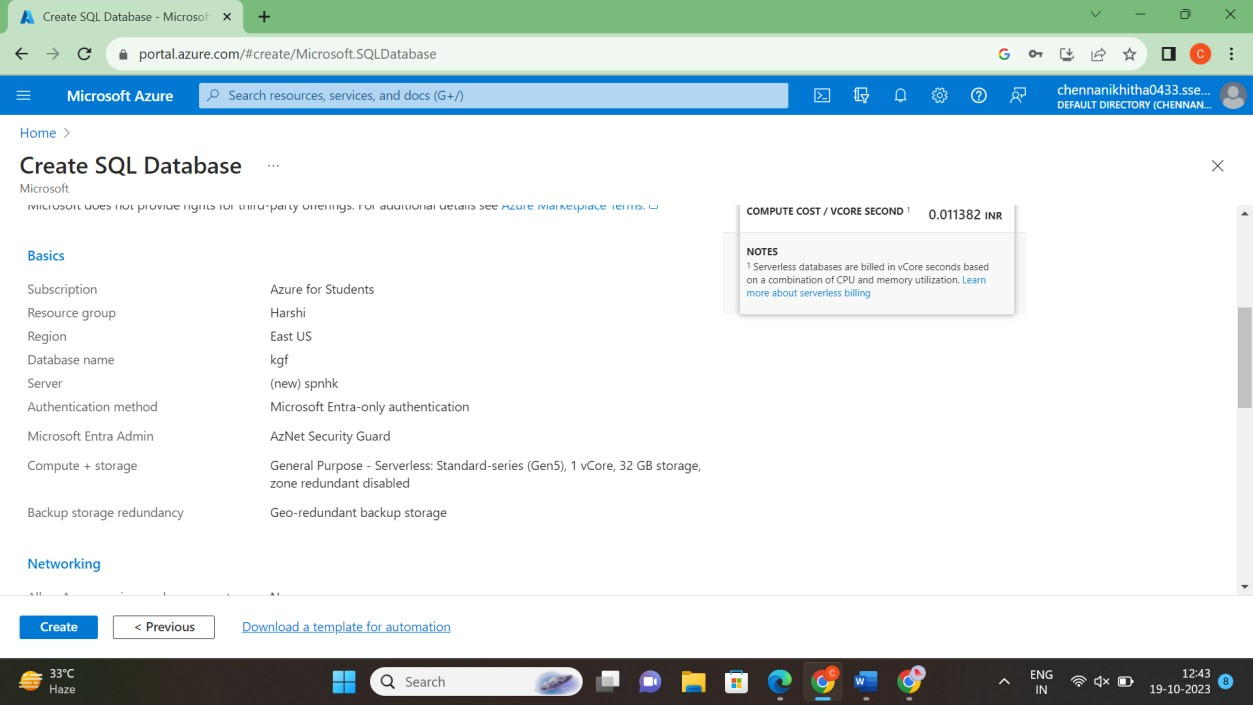 Create SQL Database - Microsof
portal.azure.com/#create/Microsoft.SQLDatabase
C
Microsoft Azure
Search resources, services, and docs (G+/)
chennanikhitha0433.sse...
DEFAULT DIRECTORY (CHENNAN...
Home >
Create SQL Database ...
Microsoft
Microsoft does not provide rights for third-party offerings. For additional details see Azure Marketplace Terms.
COMPUTE COST / VCORE SECOND 1 0.011382 INR
NOTES
1 Serverless databases are billed in vCore seconds based
on a combination of CPU and memory utilization. Learn
more about serverless billing
Basics
Subscription Azure for Students
Resource group Harshi
Region East US
Database name kgf
Server (new) spnhk
Authentication method Microsoft Entra-only authentication
Microsoft Entra Admin AzNet Security Guard
Compute + storage General Purpose - Serverless: Standard-series (Gen5), 1 vCore, 32 GB storage,
zone redundant disabled
Backup storage redundancy Geo-redundant backup storage
Networking
Create
< Previous
Download a template for automation
33°C
Haze
Search
ENG
IN
12:43
19-10-2023
8